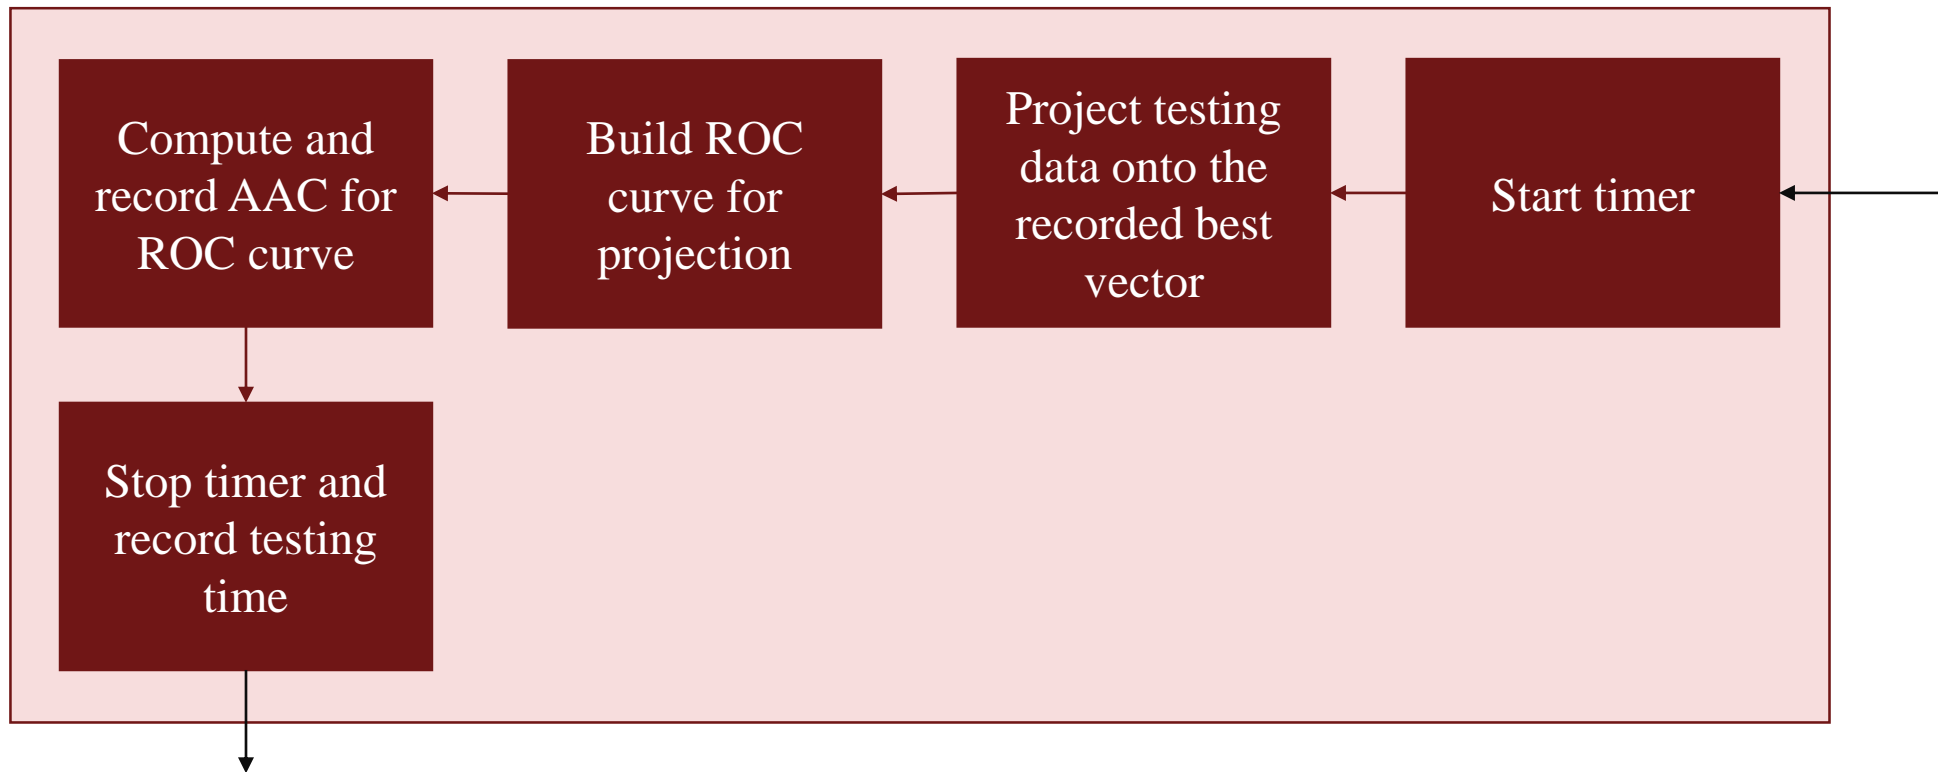 Compute and
record AAC for
ROC curve
Build ROC
curve for
projection
Project testing
data onto the
recorded best
vector
Start timer
Stop timer and
record testing
time